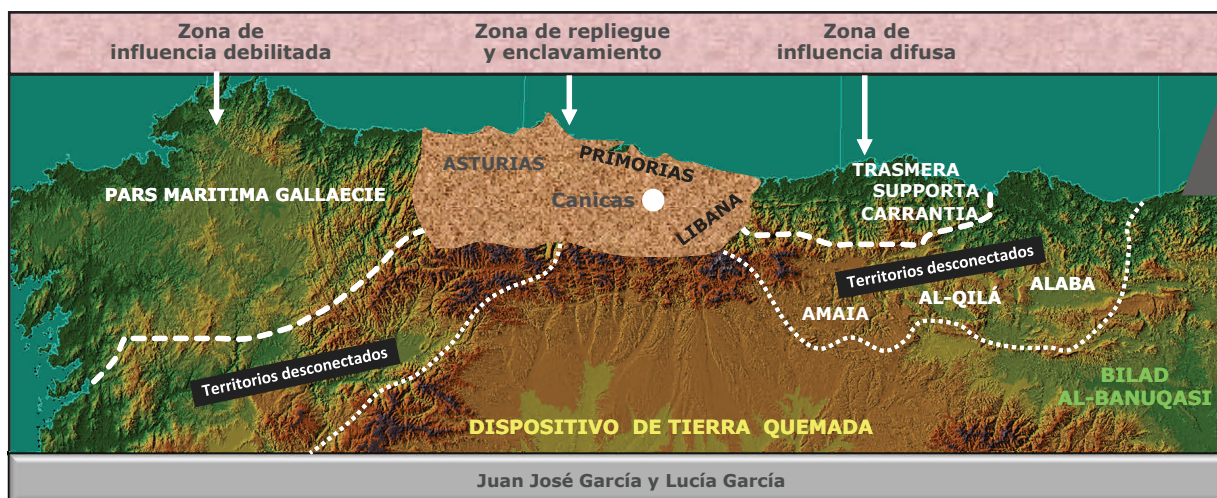 Zona de
influencia debilitada
Zona de repliegue
y enclavamiento
Zona de
influencia difusa
ASTURIAS
PRIMORIAS
TRASMERA
SUPPORTA
CARRANTIA
PARS MARITIMA GALLAECIE
Canicas
LIBANA
Territorios desconectados
ALABA
AL-QILÁ
AMAIA
Territorios desconectados
BILAD
AL-BANUQASI
DISPOSITIVO DE TIERRA QUEMADA
Juan José García y Lucía García